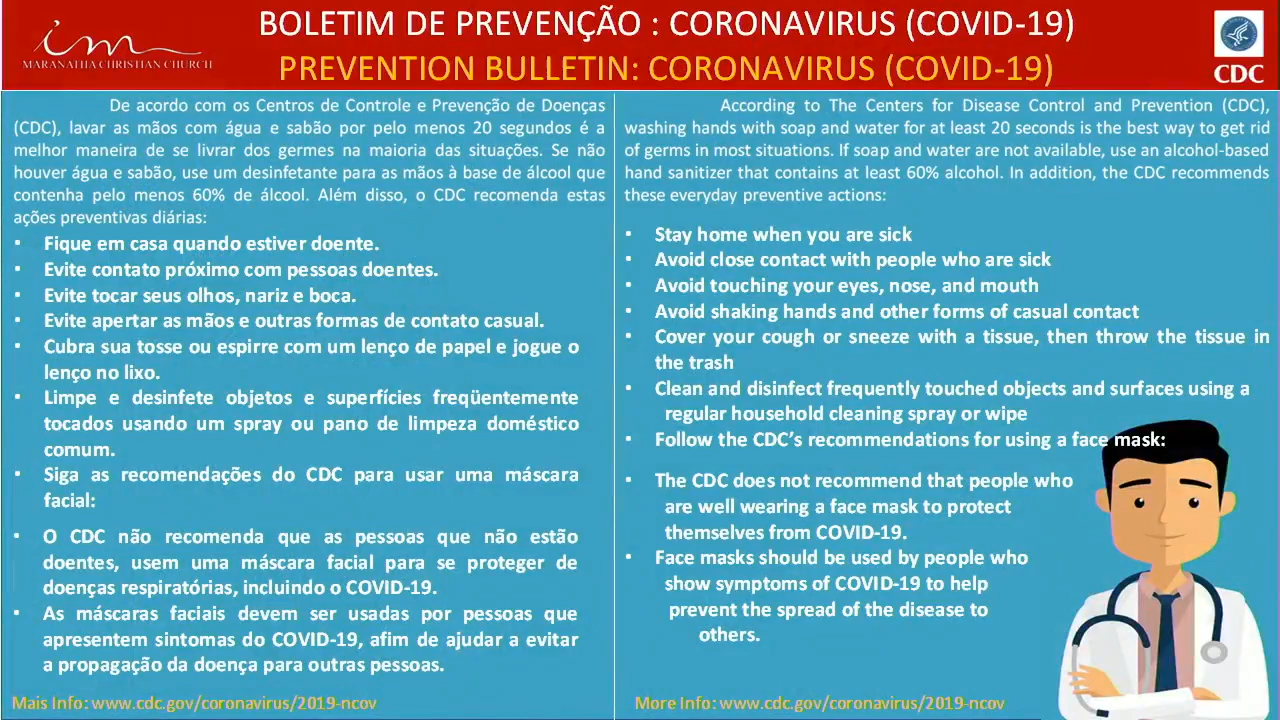 im
MARANATHA CHRISTIAN CHURCH
BOLETIM DE PREVENÇÃO : CORONAVIRUS (COVID-19)
PREVENTION BULLETIN: CORONAVIRUS (COVID-19)
CDC
De acordo com os Centros de Controle e Prevenção de Doenças
(CDC), lavar as mãos com água e sabão por pelo menos 20 segundos é a
melhor maneira de se livrar dos germes na maioria das situações. Se não
houver água e sabão, use um desinfetante para as mãos à base de álcool que
contenha pelo menos 60% de álcool. Além disso, o CDC recomenda estas
ações preventivas diárias:
• Fique em casa quando estiver doente.
• Evite contato próximo com pessoas doentes.
• Evite tocar seus olhos, nariz e boca.
• Evite apertar as mãos e outras formas de contato casual.
• Cubra sua tosse ou espirre com um lenço de papel e jogue o
lenço no lixo.
• Limpe e desinfete objetos e superfícies freqüentemente
tocados usando um spray ou pano de limpeza doméstico
comum.
• Siga as recomendações do CDC para usar uma máscara
facial:
• O CDC não recomenda que as pessoas que não estão
doentes, usem uma máscara facial para se proteger de
doenças respiratórias, incluindo o COVID-19.
• As máscaras faciais devem ser usadas por pessoas que
apresentem sintomas do COVID-19, afim de ajudar a evitar
a propagação da doença para outras pessoas.
Mais Info: www.cdc.gov/coronavirus/2019-ncov
According to The Centers for Disease Control and Prevention (CDC),
washing hands with soap and water for at least 20 seconds is the best way to get rid
of germs in most situations. If soap and water are not available, use an alcohol-based
hand sanitizer that contains at least 60% alcohol. In addition, the CDC recommends
these everyday preventive actions:
• Stay home when you are sick
• Avoid close contact with people who are sick
• Avoid touching your eyes, nose, and mouth
• Avoid shaking hands and other forms of casual contact
• Cover your cough or sneeze with a tissue, then throw the tissue in
the trash
• Clean and disinfect frequently touched objects and surfaces using a
regular household cleaning spray or wipe
• Follow the CDC's recommendations for using a face mask:
• The CDC does not recommend that people who
are well wearing a face mask to protect
themselves from COVID-19.
• Face masks should be used by people who
show symptoms of COVID-19 to help
prevent the spread of the disease to
others.
More Info: www.cdc.gov/coronavirus/2019-ncov